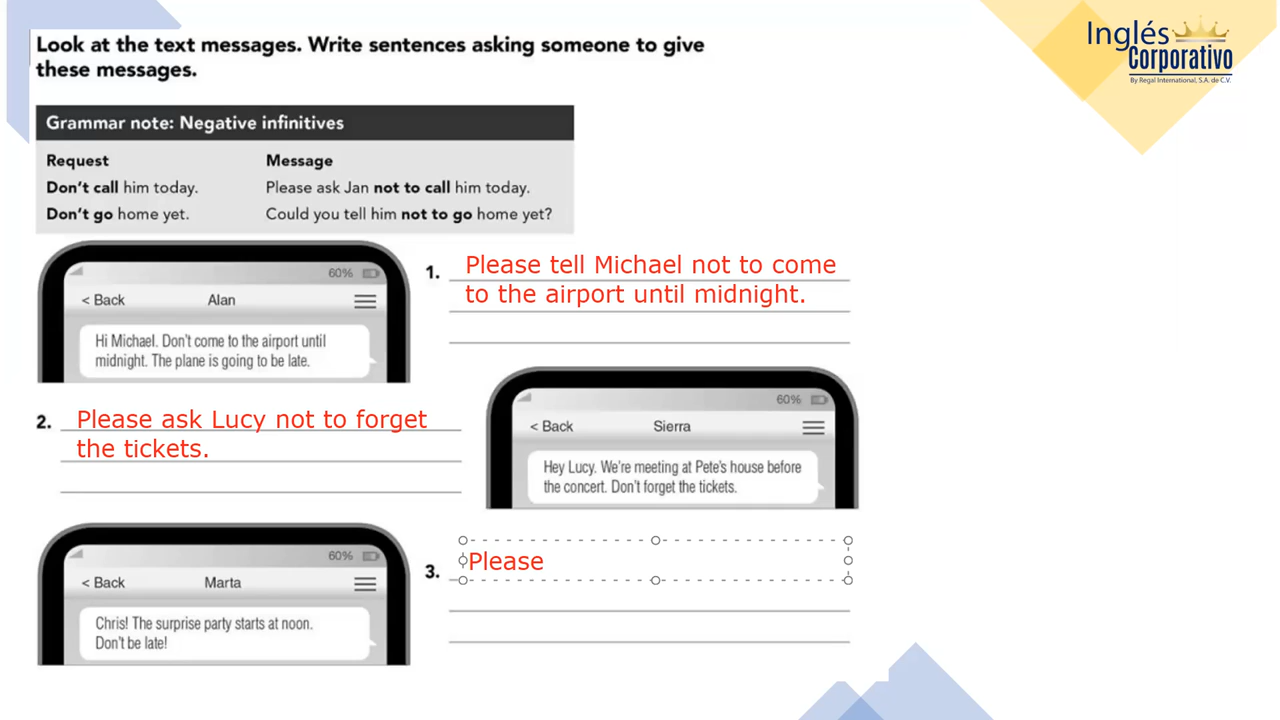 Inglés
Corporativo
By Regal International, S.A. de C.V.
Look at the text messages. Write sentences asking someone to give
these messages.
Grammar note: Negative infinitives
Request Message
Don't call him today. Please ask Jan not to call him today.
Don't go home yet. Could you tell him not to go home yet?
60%
< Back Alan
Hi Michael. Don't come to the airport until
midnight. The plane is going to be late.
1. Please tell Michael not to come
to the airport until midnight.
2. Please ask Lucy not to forget
the tickets.
60%
< Back Sierra
Hey Lucy. We're meeting at Pete's house before
the concert. Don't forget the tickets.
60%
< Back Marta
Chris! The surprise party starts at noon.
Don't be late!
3. Please